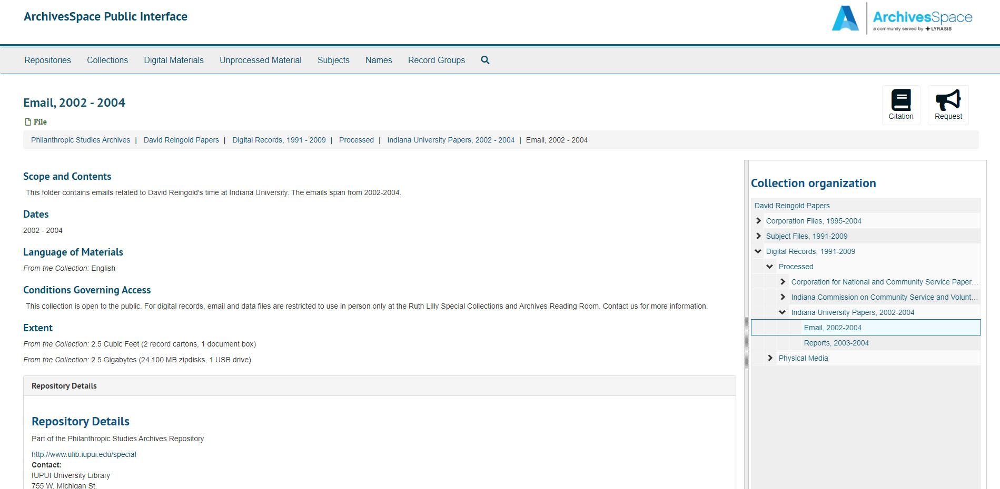 ArchivesSpace Public Interface
ArchivesSpace
a community served by LYRASIS
Repositories Collections Digital Materials Unprocessed Material Subjects Names Record Groups
Email, 2002 - 2004
File
Citation
Request
Philanthropic Studies Archives | David Reingold Papers | Digital Records, 1991 - 2009 | Processed | Indiana University Papers, 2002 - 2004 | Email, 2002 - 2004
Scope and Contents
This folder contains emails related to David Reingold's time at Indiana University. The emails span from 2002-2004.
Dates
2002 - 2004
Language of Materials
From the Collection: English
Conditions Governing Access
This collection is open to the public. For digital records, email and data files are restricted to use in person only at the Ruth Lilly Special Collections and Archives Reading Room. Contact us for more information.
Extent
From the Collection: 2.5 Cubic Feet (2 record cartons, 1 document box)
From the Collection: 2.5 Gigabytes (24 100 MB zipdisks, 1 USB drive)
Repository Details
Repository Details
Part of the Philanthropic Studies Archives Repository
http://www.ulib.iupui.edu/special
Contact:
IUPUI University Library
755 W. Michigan St.
Collection organization
David Reingold Papers
Corporation Files, 1995-2004
Subject Files, 1991-2009
Digital Records, 1991-2009
Processed
Corporation for National and Community Service Paper...
Indiana Commission on Community Service and Volunt...
Indiana University Papers, 2002-2004
Email, 2002-2004
Reports, 2003-2004
Physical Media